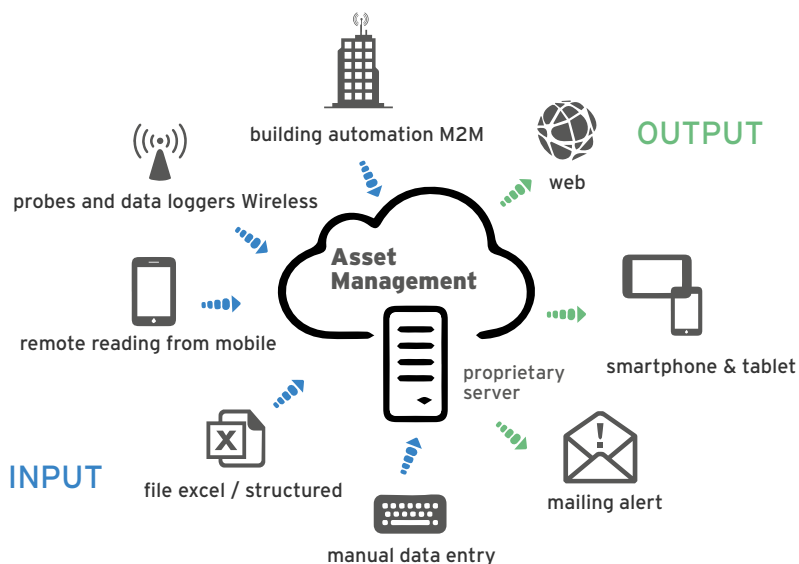 building automation M2M
OUTPUT
web
probes and data loggers Wireless
Asset
Management
remote reading from mobile
smartphone & tablet
proprietary
server
X
file excel / structured
INPUT
!
mailing alert
manual data entry